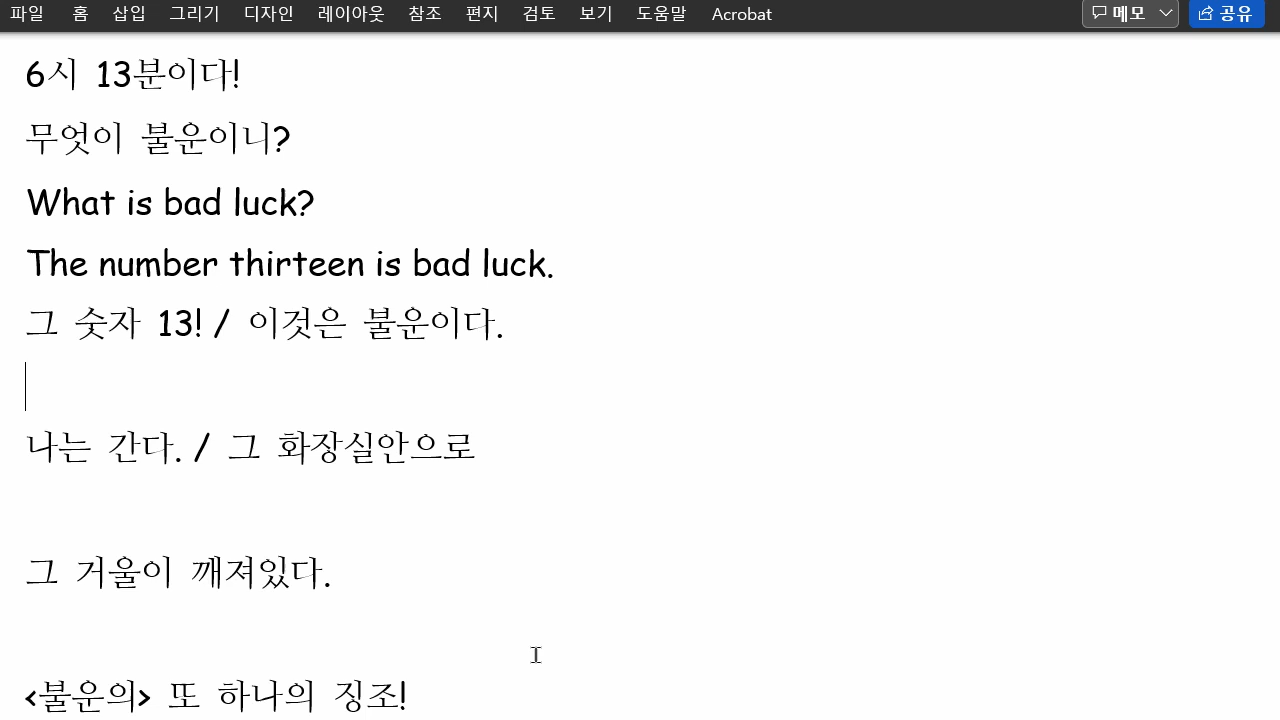 파일 홈 삽입 그리기 디자인 레이아웃 참조 편지 검토 보기 도움말 Acrobat 메모 공유
6시 13분이다!
무엇이 불운이니?
What is bad luck?
The number thirteen is bad luck.
그 숫자 13! / 이것은 불운이다.
나는 간다. / 그 화장실안으로
그 거울이 깨져있다.
<불운의> 또 하나의 징조!